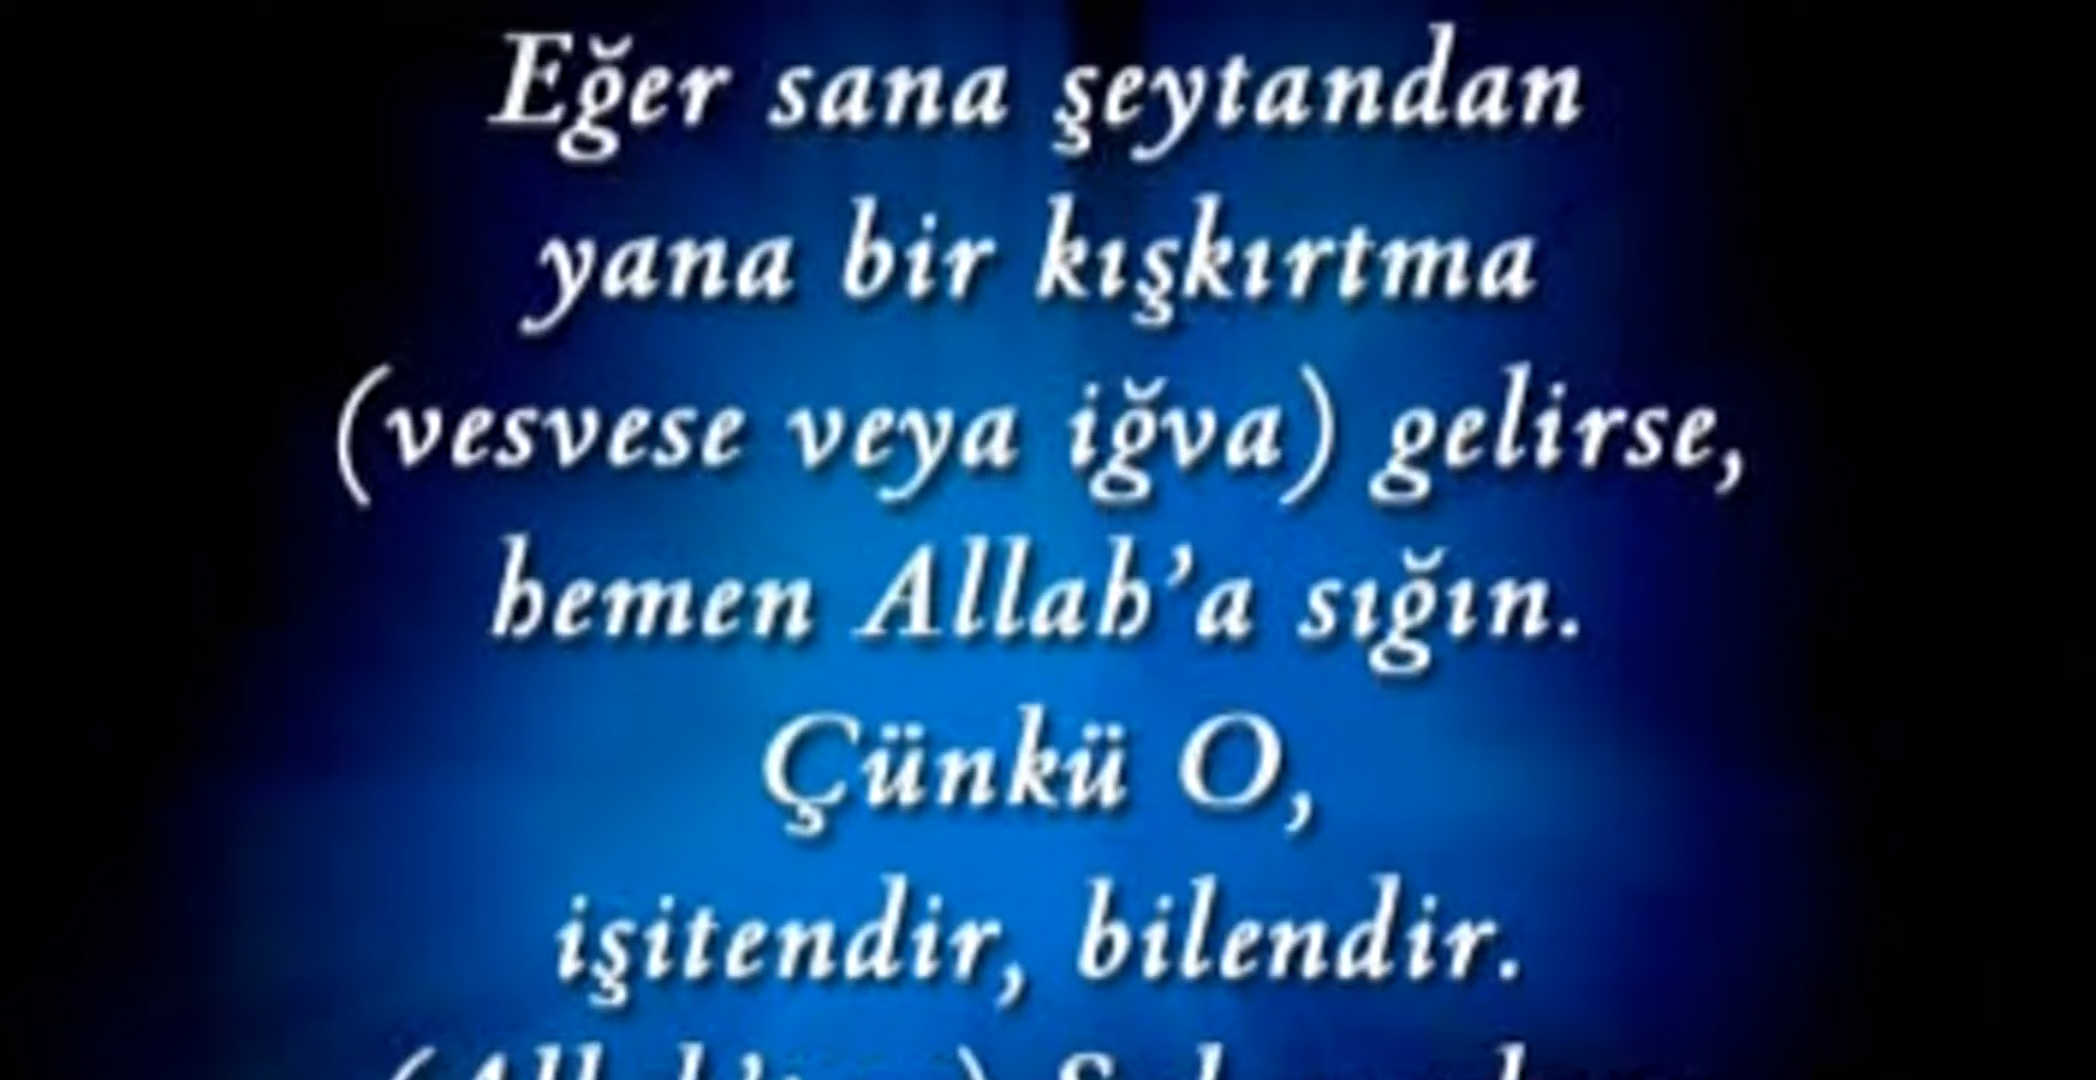 Eğer sana şeytandan
yana bir kışkırtma
(vesvese veya iğva) gelirse,
hemen Allah’a sığın.
Çünkü O,
işitendir, bilendir.